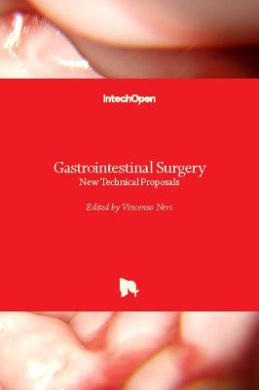 IntechOpen
Gastrointestinal Surgery
New Technical Proposals
Edited by Vincenzo Neri